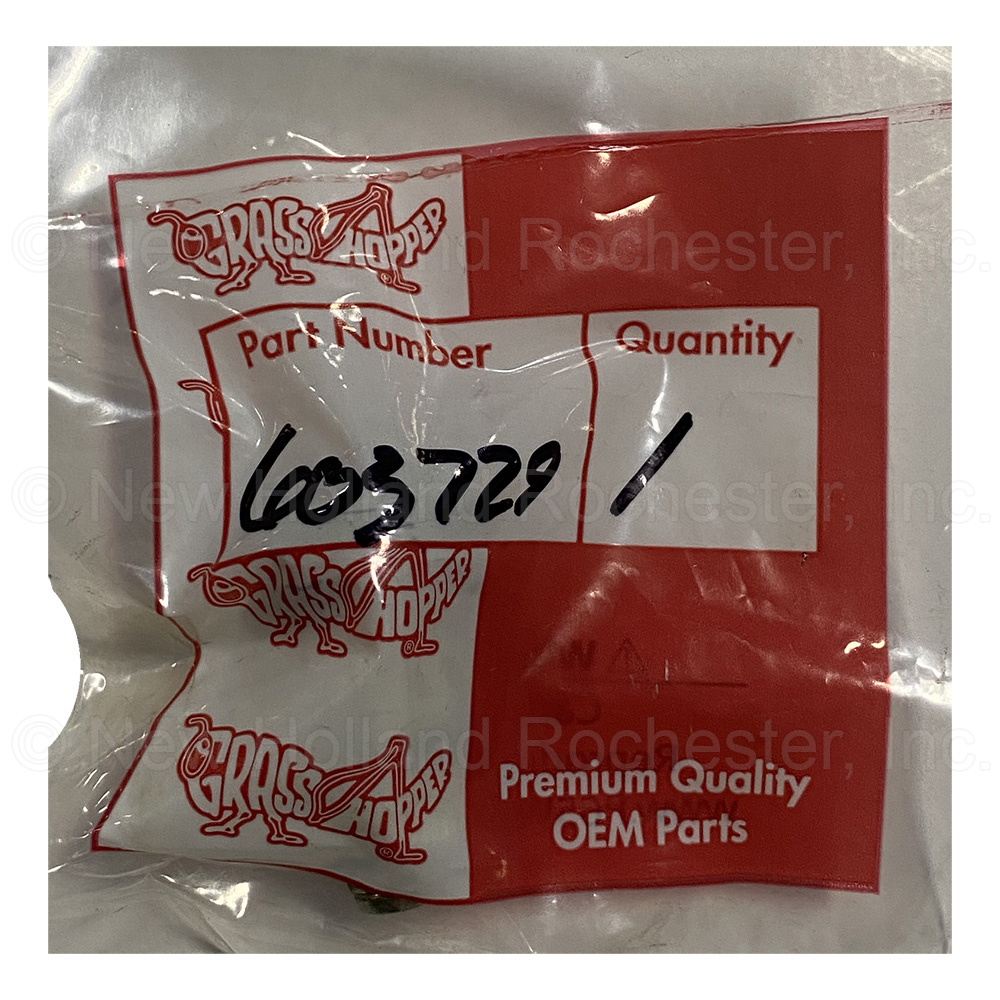 GRASSHOPPER
© New Holland Rochester, Inc.
Part Number Quantity
603729 /
© New Holland Rochester, Inc.
GRASSHOPPER
GRASSHOPPER
© New Holland Rochester, Inc.
Premium Quality
OEM Parts